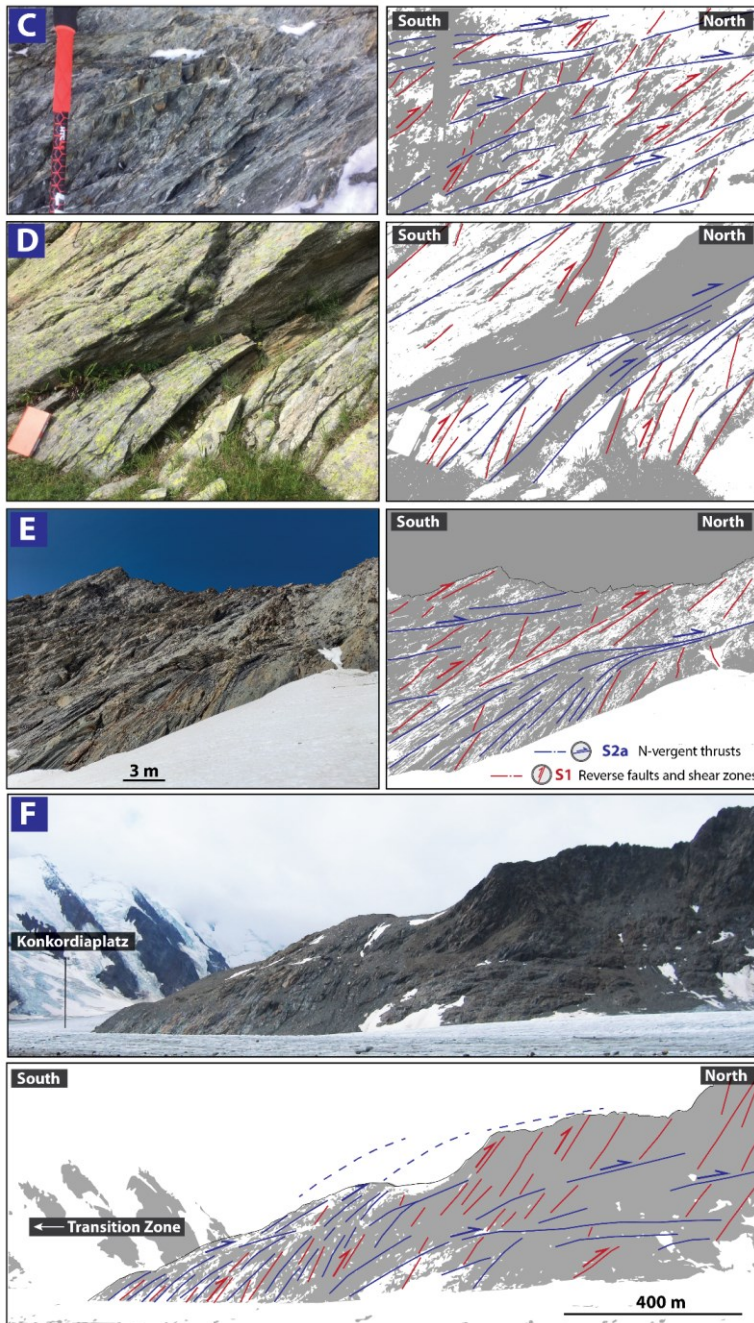 C
South
North
D
South
North
E
South
North
3 m
S2a N-vergent thrusts
S1 Reverse faults and shear zones
F
Konkordiaplatz
South
North
Transition Zone
400 m